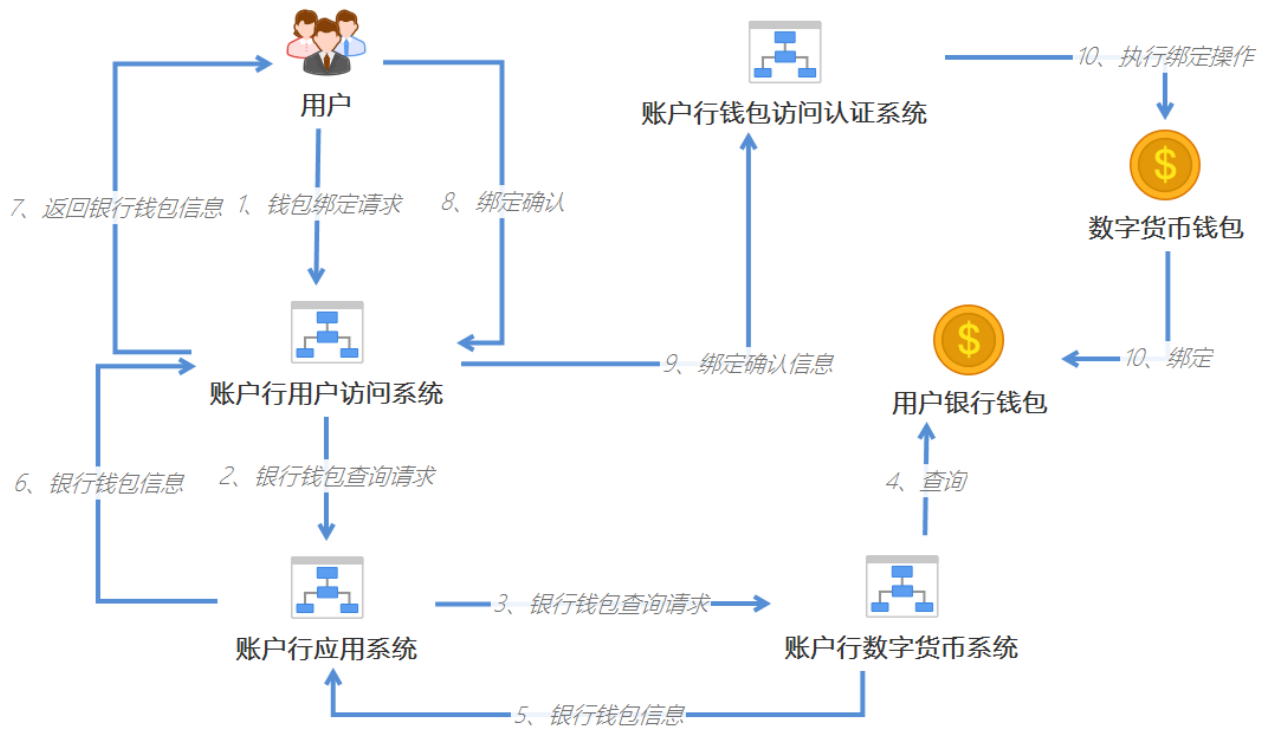 用户
账户行钱包访问认证系统
10、执行绑定操作
7、返回银行钱包信息
1、钱包绑定请求
8、绑定确认
数字货币钱包
9、绑定确认信息
10、绑定
账户行用户访问系统
用户银行钱包
6、银行钱包信息
2、银行钱包查询请求
4、查询
3、银行钱包查询请求
账户行应用系统
账户行数字货币系统
5、银行钱包信息